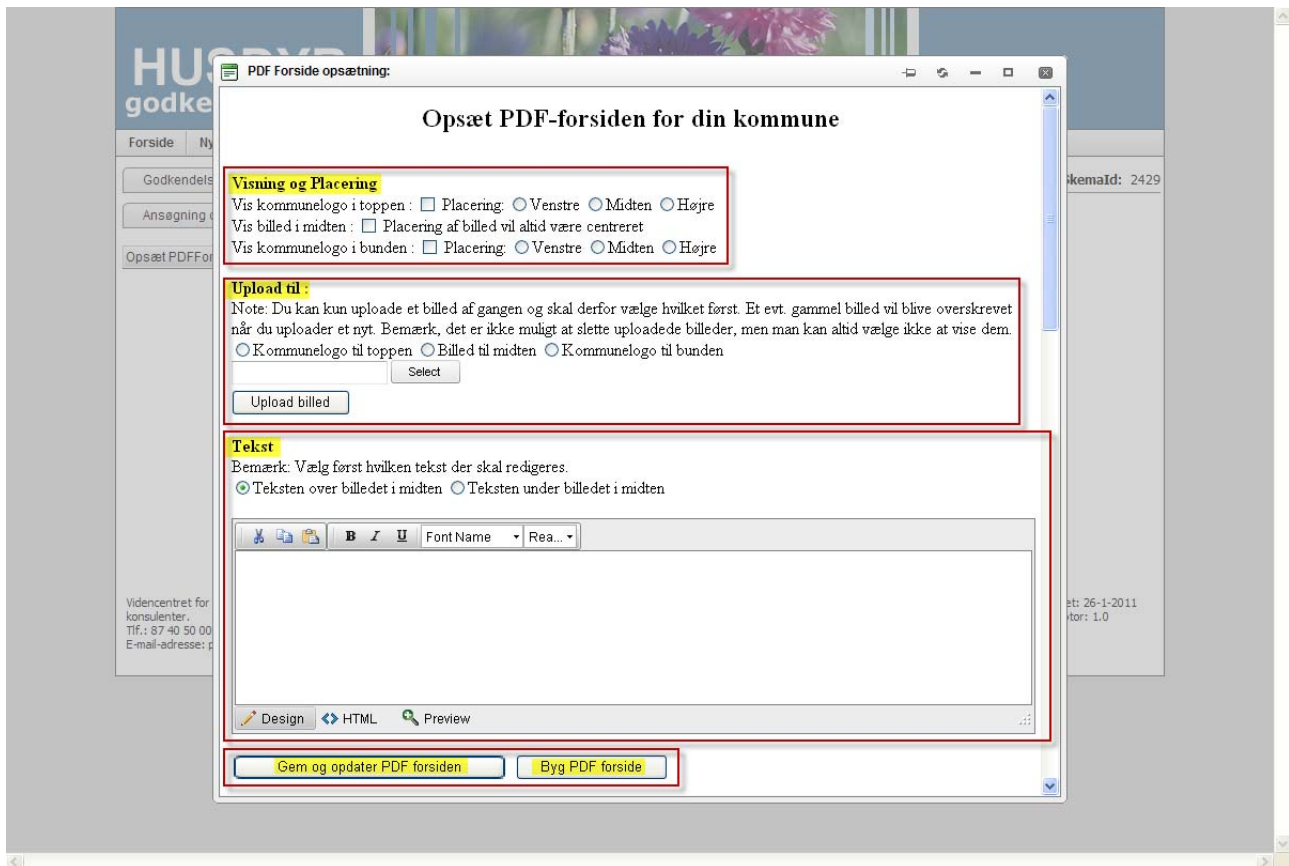 HUSDYR
godke
PDF Forside opsætning:
Opsæt PDF-forsiden for din kommune
Forside Ny
Godkendels
SkemaId: 2429
Ansøgning
Opsæt PDFFor
Visning og Placering
Vis kommunelogo i toppen : Placering: Venstre Midten Højre
Vis billed i midten : Placering af billed vil altid være centreret
Vis kommunelogo i bunden : Placering: Venstre Midten Højre
Upload til :
Note: Du kan kun uploade et billed af gangen og skal derfor vælge hvilket først. Et evt. gammel billed vil blive overskrevet
når du uploader et nyt. Bemærk, det er ikke muligt at slette uploadede billeder, men man kan altid vælge ikke at vise dem.
Kommunelogo til toppen Billed til midten Kommunelogo til bunden
Select
Upload billed
Tekst
Bemærk: Vælg først hvilken tekst der skal redigeres.
Teksten over billedet i midten Teksten under billedet i midten
B I U Font Name Rea...
Design HTML Preview
Videncentret for
konsulenter.
Tlf.: 87 40 50 00
E-mail-adresse: p
et: 26-1-2011
tor: 1.0
Gem og opdater PDF forsiden Byg PDF forside